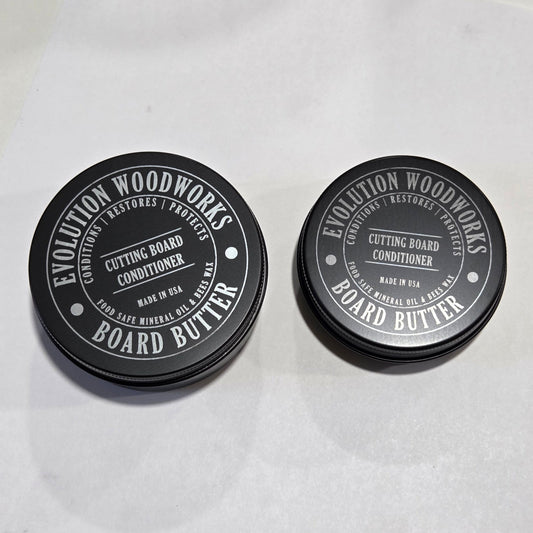 EVOLUTION WOODWORKS
CONDITIONS | RESTORES | PROTECTS
CUTTING BOARD
CONDITIONER
MADE IN USA
FOOD SAFE MINERAL OIL & BEES WAX
BOARD BUTTER
EVOLUTION WOODWORKS
CONDITIONS | RESTORES | PROTECTS
CUTTING BOARD
CONDITIONER
MADE IN USA
FOOD SAFE MINERAL OIL & BEES WAX
BOARD BUTTER